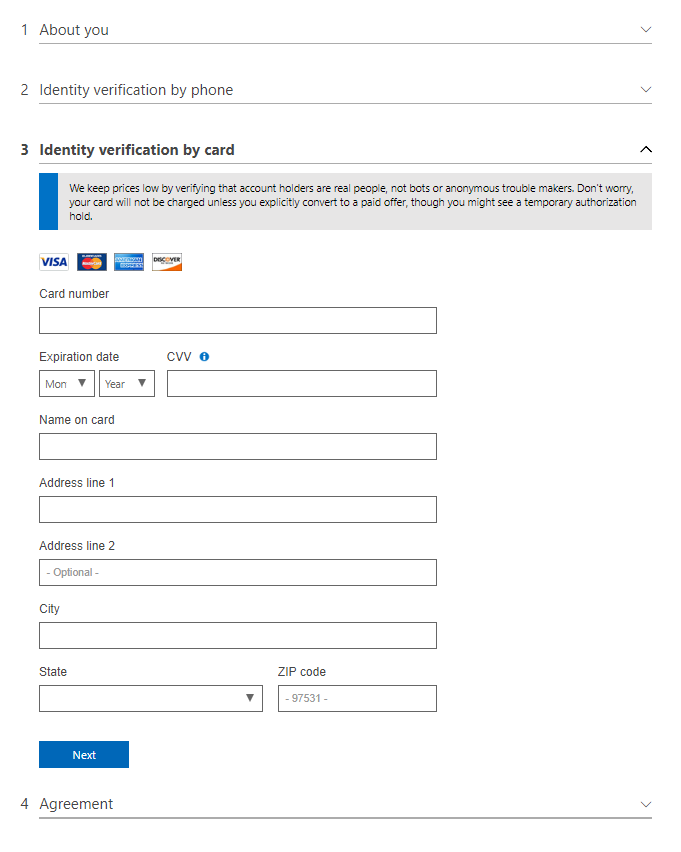 1 About you
2 Identity verification by phone
3 Identity verification by card
We keep prices low by verifying that account holders are real people, not bots or anonymous trouble makers. Don't worry,
your card will not be charged unless you explicitly convert to a paid offer, though you might see a temporary authorization
hold.
VISA MasterCard AMERICAN EXPRESS DISCOVER
Card number
Expiration date CVV
Mon Year
Name on card
Address line 1
Address line 2
- Optional -
City
State ZIP code
- 97531 -
Next
4 Agreement